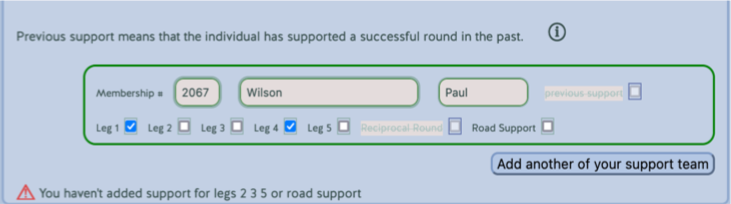 Previous support means that the individual has supported a successful round in the past.
Membership # 2067 Wilson Paul previous support
Leg 1 Leg 2 Leg 3 Leg 4 Leg 5 Reciprocal Round Road Support
Add another of your support team
You haven't added support for legs 2 3 5 or road support